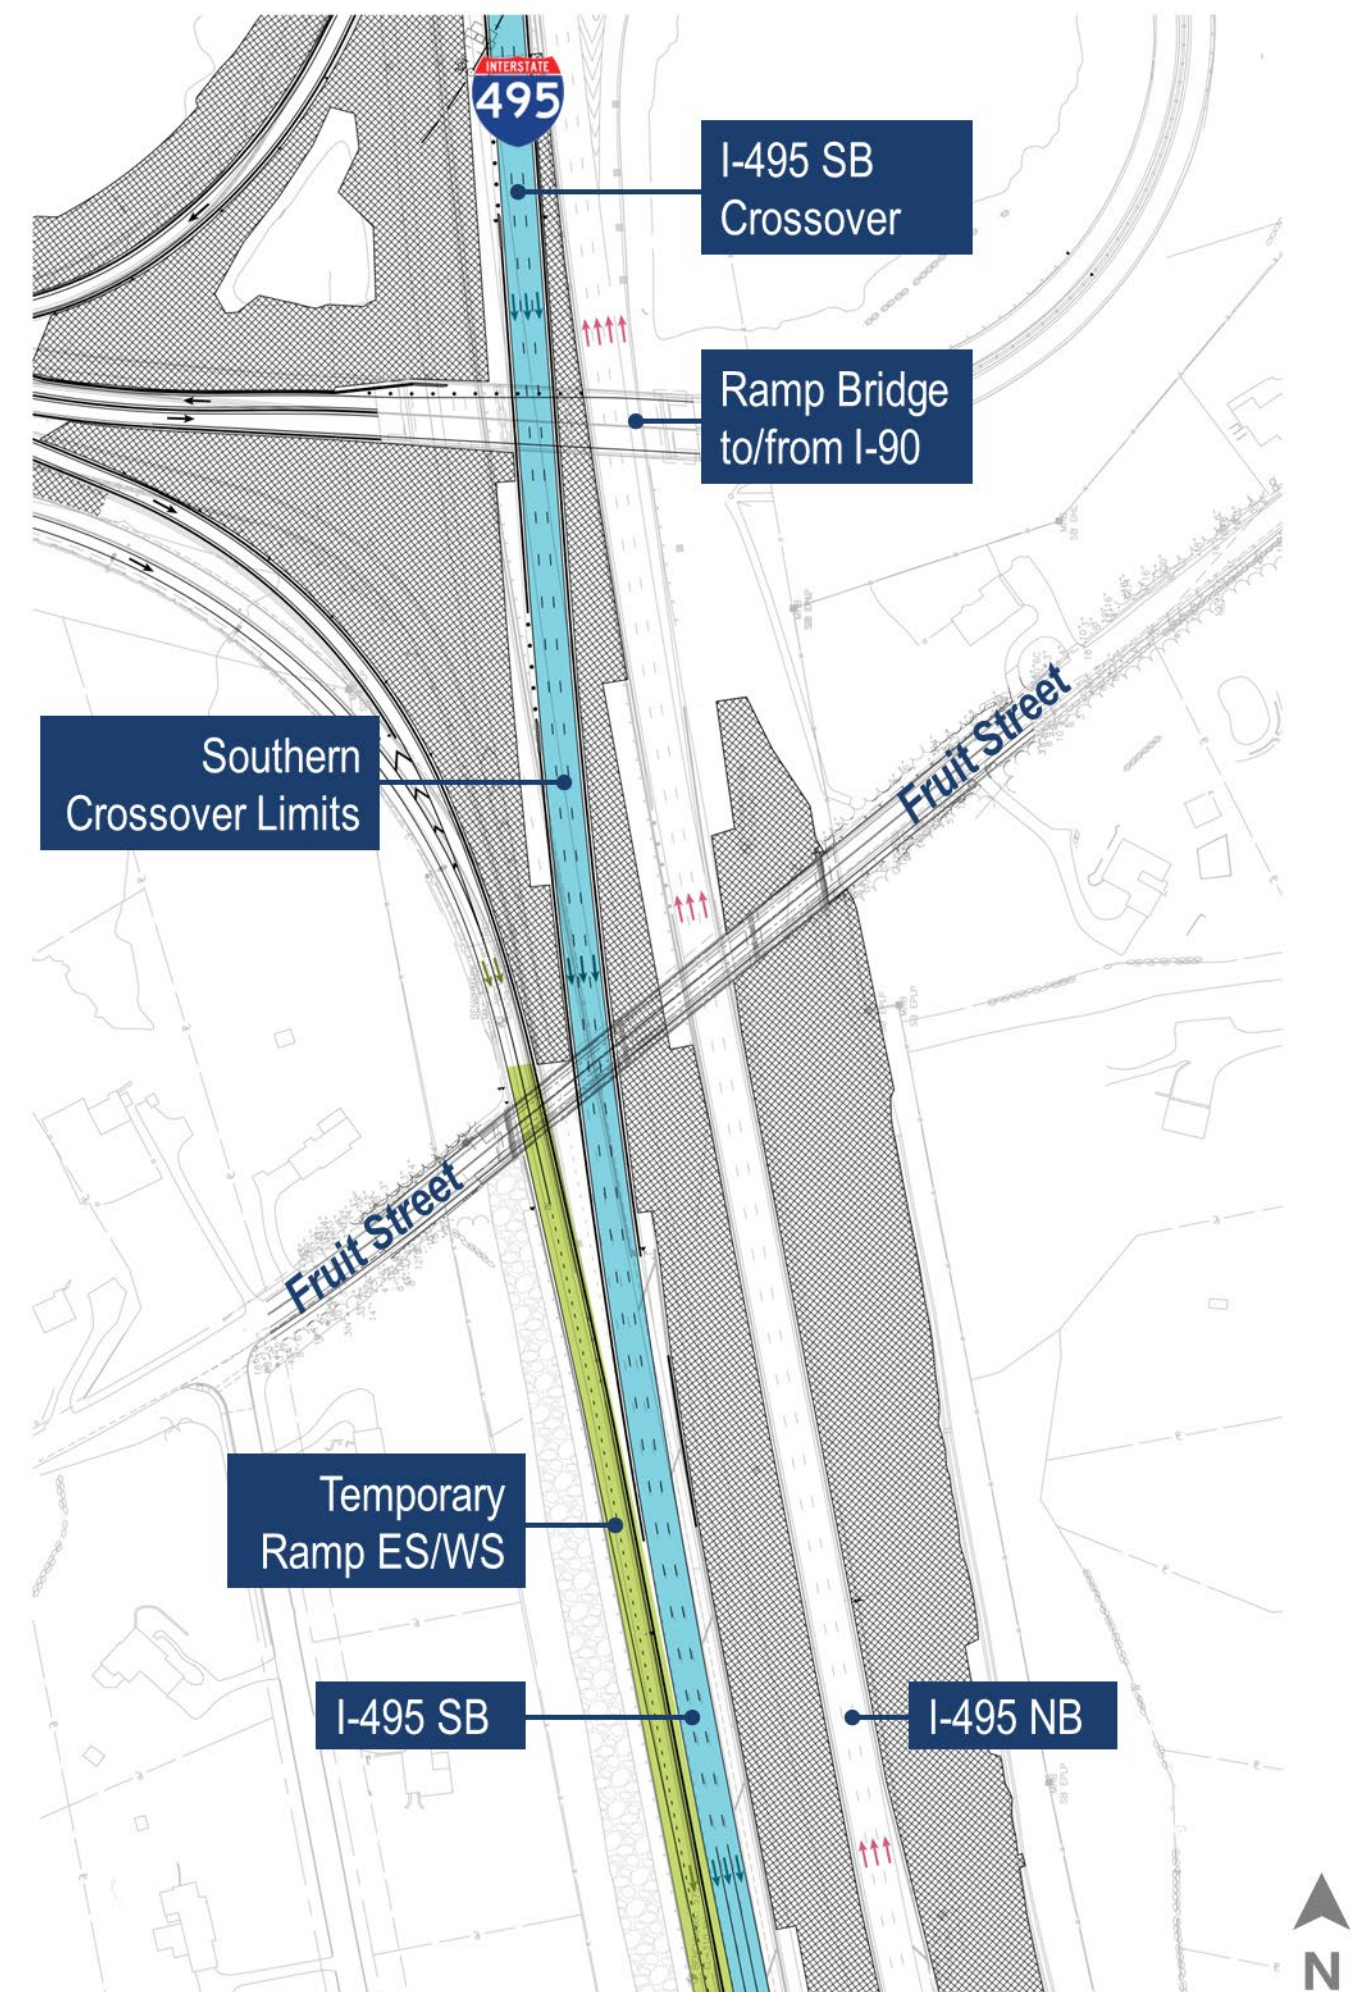 INTERSTATE
495
I-495 SB
Crossover
Ramp Bridge
to/from I-90
Fruit Street
Southern
Crossover Limits
Fruit Street
Temporary
Ramp ES/WS
I-495 SB
I-495 NB
N